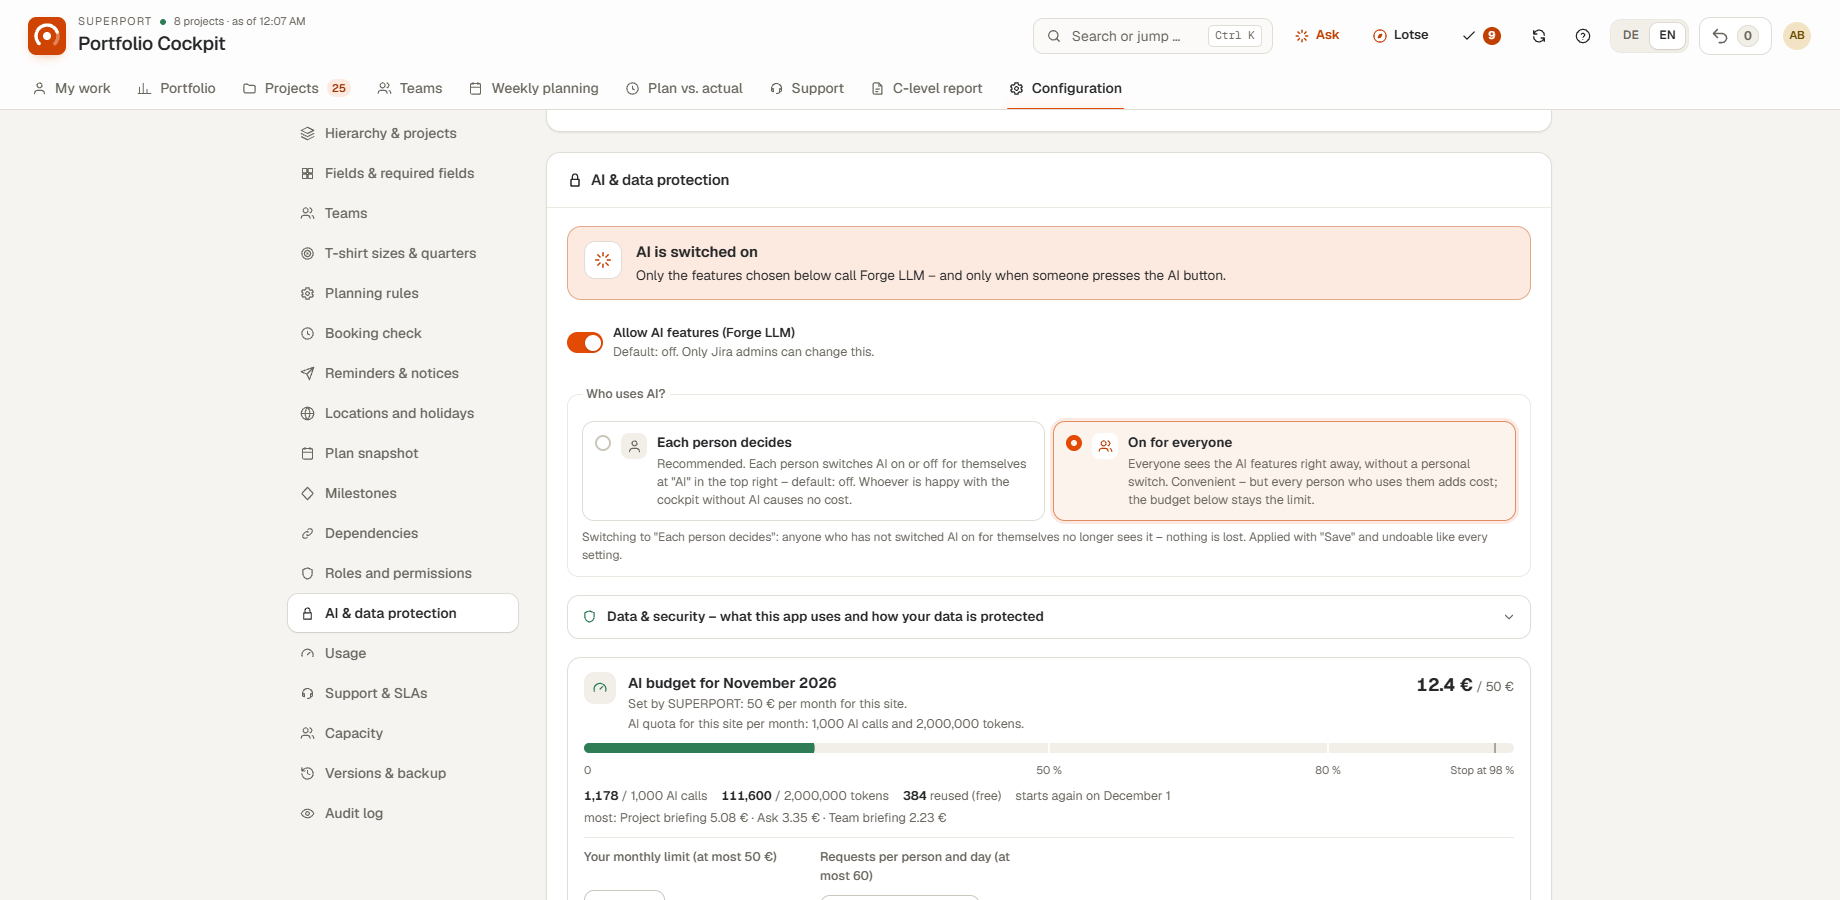 SUPERPORT
8 projects · as of 12:07 AM
Portfolio Cockpit
Search or jump ...
Ctrl K
Ask
Lotse
9
DE
EN
0
AB
My work
Portfolio
Projects 25
Teams
Weekly planning
Plan vs. actual
Support
C-level report
Configuration
Hierarchy & projects
Fields & required fields
Teams
T-shirt sizes & quarters
Planning rules
Booking check
Reminders & notices
Locations and holidays
Plan snapshot
Milestones
Dependencies
Roles and permissions
AI & data protection
Usage
Support & SLAs
Capacity
Versions & backup
Audit log
AI & data protection
AI is switched on
Only the features chosen below call Forge LLM – and only when someone presses the AI button.
Allow AI features (Forge LLM)
Default: off. Only Jira admins can change this.
Who uses AI?
Each person decides
Recommended. Each person switches AI on or off for themselves
at "AI" in the top right – default: off. Whoever is happy with the
cockpit without AI causes no cost.
On for everyone
Everyone sees the AI features right away, without a personal
switch. Convenient – but every person who uses them adds cost;
the budget below stays the limit.
Switching to "Each person decides": anyone who has not switched AI on for themselves no longer sees it – nothing is lost. Applied with "Save" and undoable like every
setting.
Data & security – what this app uses and how your data is protected
AI budget for November 2026
12.4 € / 50 €
Set by SUPERPORT: 50 € per month for this site.
AI quota for this site per month: 1,000 AI calls and 2,000,000 tokens.
0
50 %
80 %
Stop at 98 %
1,178 / 1,000 AI calls
111,600 / 2,000,000 tokens
384 reused (free)
starts again on December 1
most: Project briefing 5.08 € · Ask 3.35 € · Team briefing 2.23 €
Your monthly limit (at most 50 €)
Requests per person and day (at
most 60)